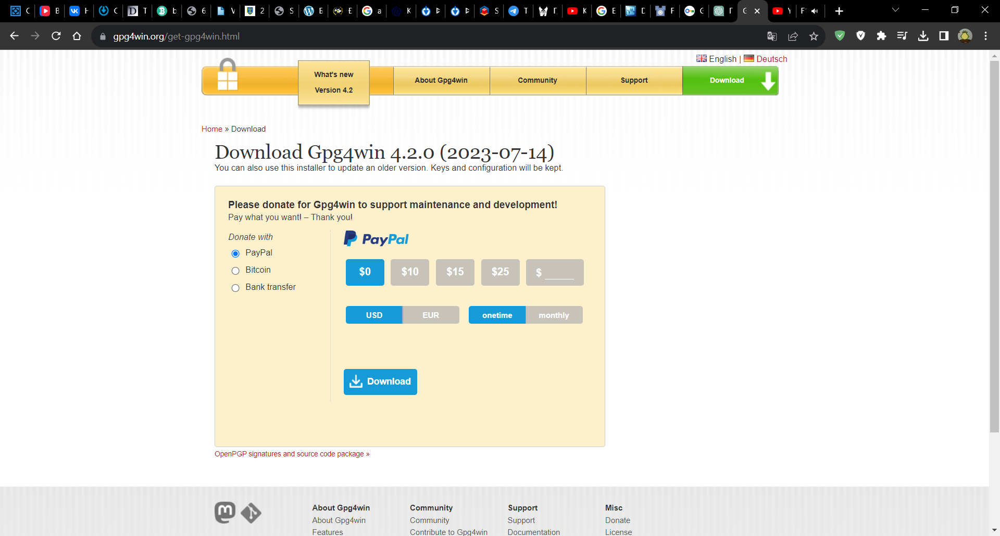 gpg4win.org/get-gpg4win.html
English | Deutsch
What's new
Version 4.2
About Gpg4win
Community
Support
Download
Home » Download
Download Gpg4win 4.2.0 (2023-07-14)
You can also use this installer to update an older version. Keys and configuration will be kept.
Please donate for Gpg4win to support maintenance and development!
Pay what you want! – Thank you!
Donate with
PayPal
Bitcoin
Bank transfer
PayPal
$0 $10 $15 $25 $
USD EUR onetime monthly
Download
OpenPGP signatures and source code package »
About Gpg4win Community Support Misc
About Gpg4win Community Support Donate
Features Contribute to Gpg4win Documentation License